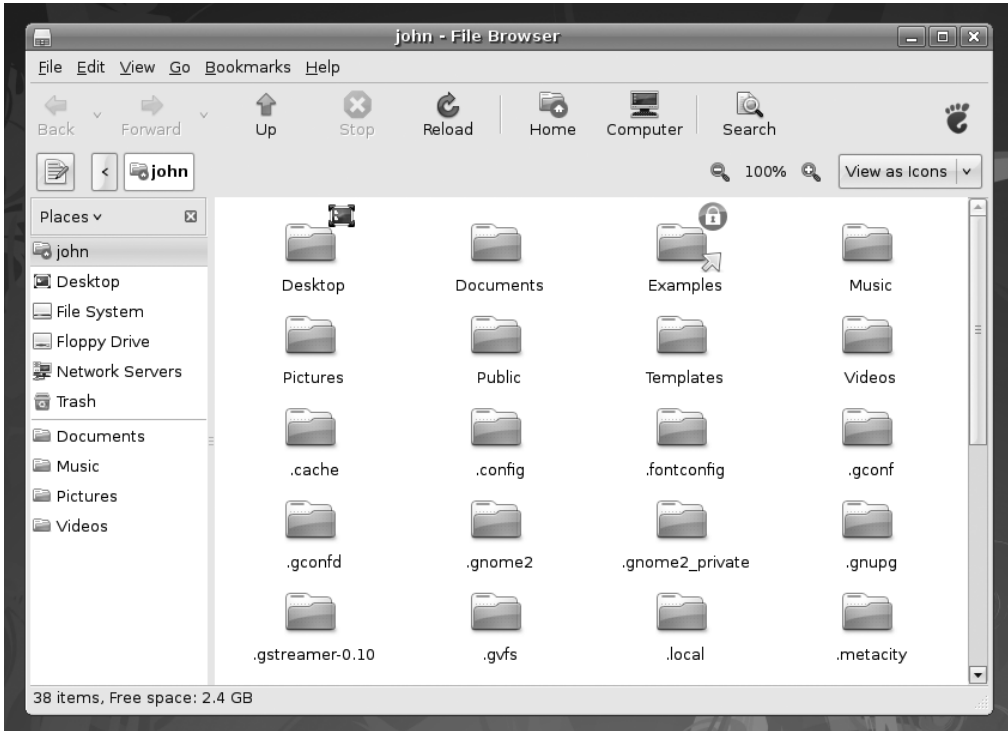 john - File Browser
File Edit View Go Bookmarks Help
Back Forward Up Stop Reload Home Computer Search
john 100% View as Icons
Places
john
Desktop
File System
Floppy Drive
Network Servers
Trash
Documents
Music
Pictures
Videos
Desktop Documents Examples Music
Pictures Public Templates Videos
.cache .config .fontconfig .gconf
.gconfd .gnome2 .gnome2_private .gnupg
.gstreamer-0.10 .gvfs .local .metacity
38 items, Free space: 2.4 GB